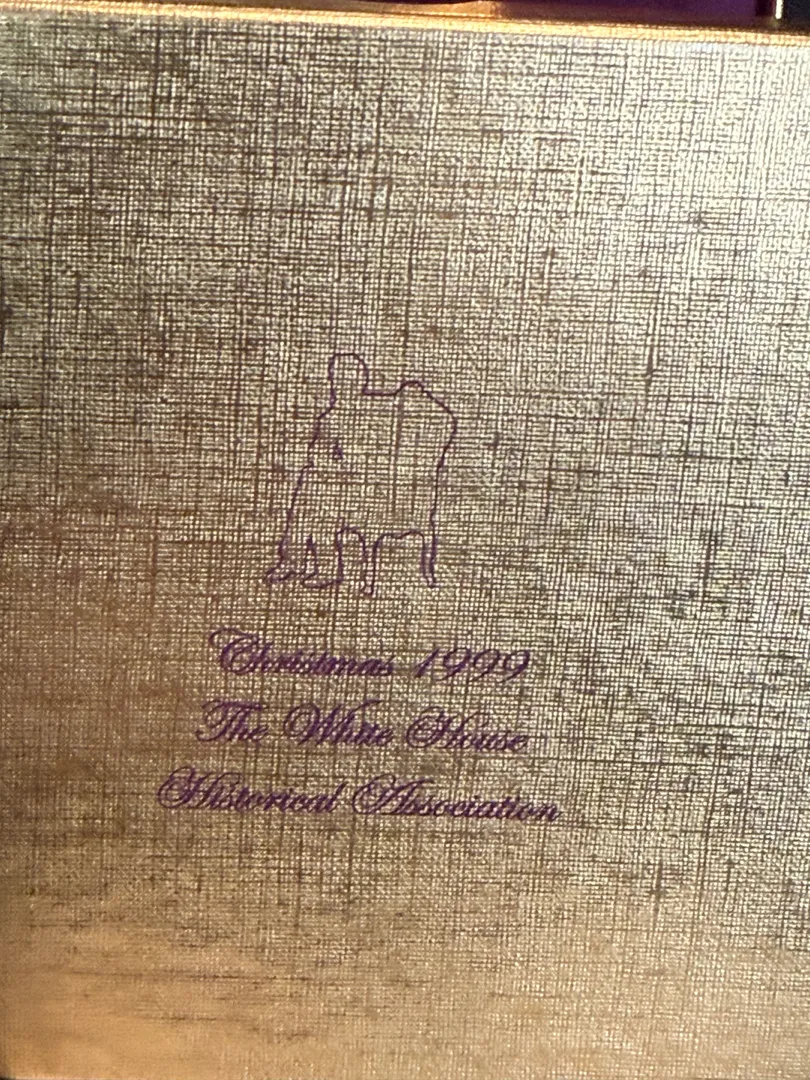 Christmas 1999
The White House
Historical Association